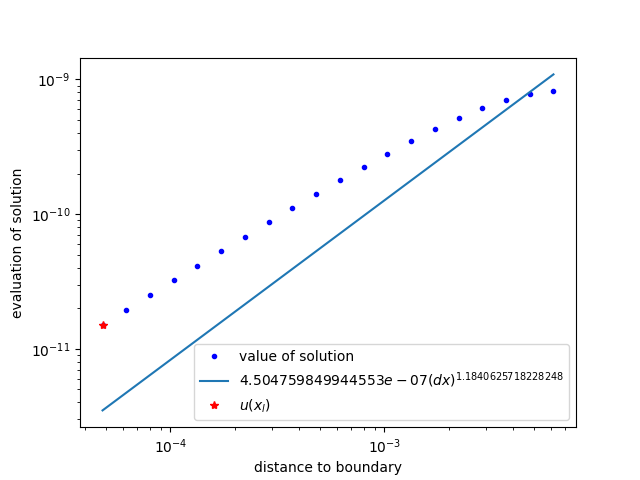 10⁻⁹
10⁻¹⁰
10⁻¹¹
evaluation of solution
value of solution
4.504759849944553e − 07(dx)^1.1840625718228248
u(x_l)
10⁻⁴
10⁻³
distance to boundary